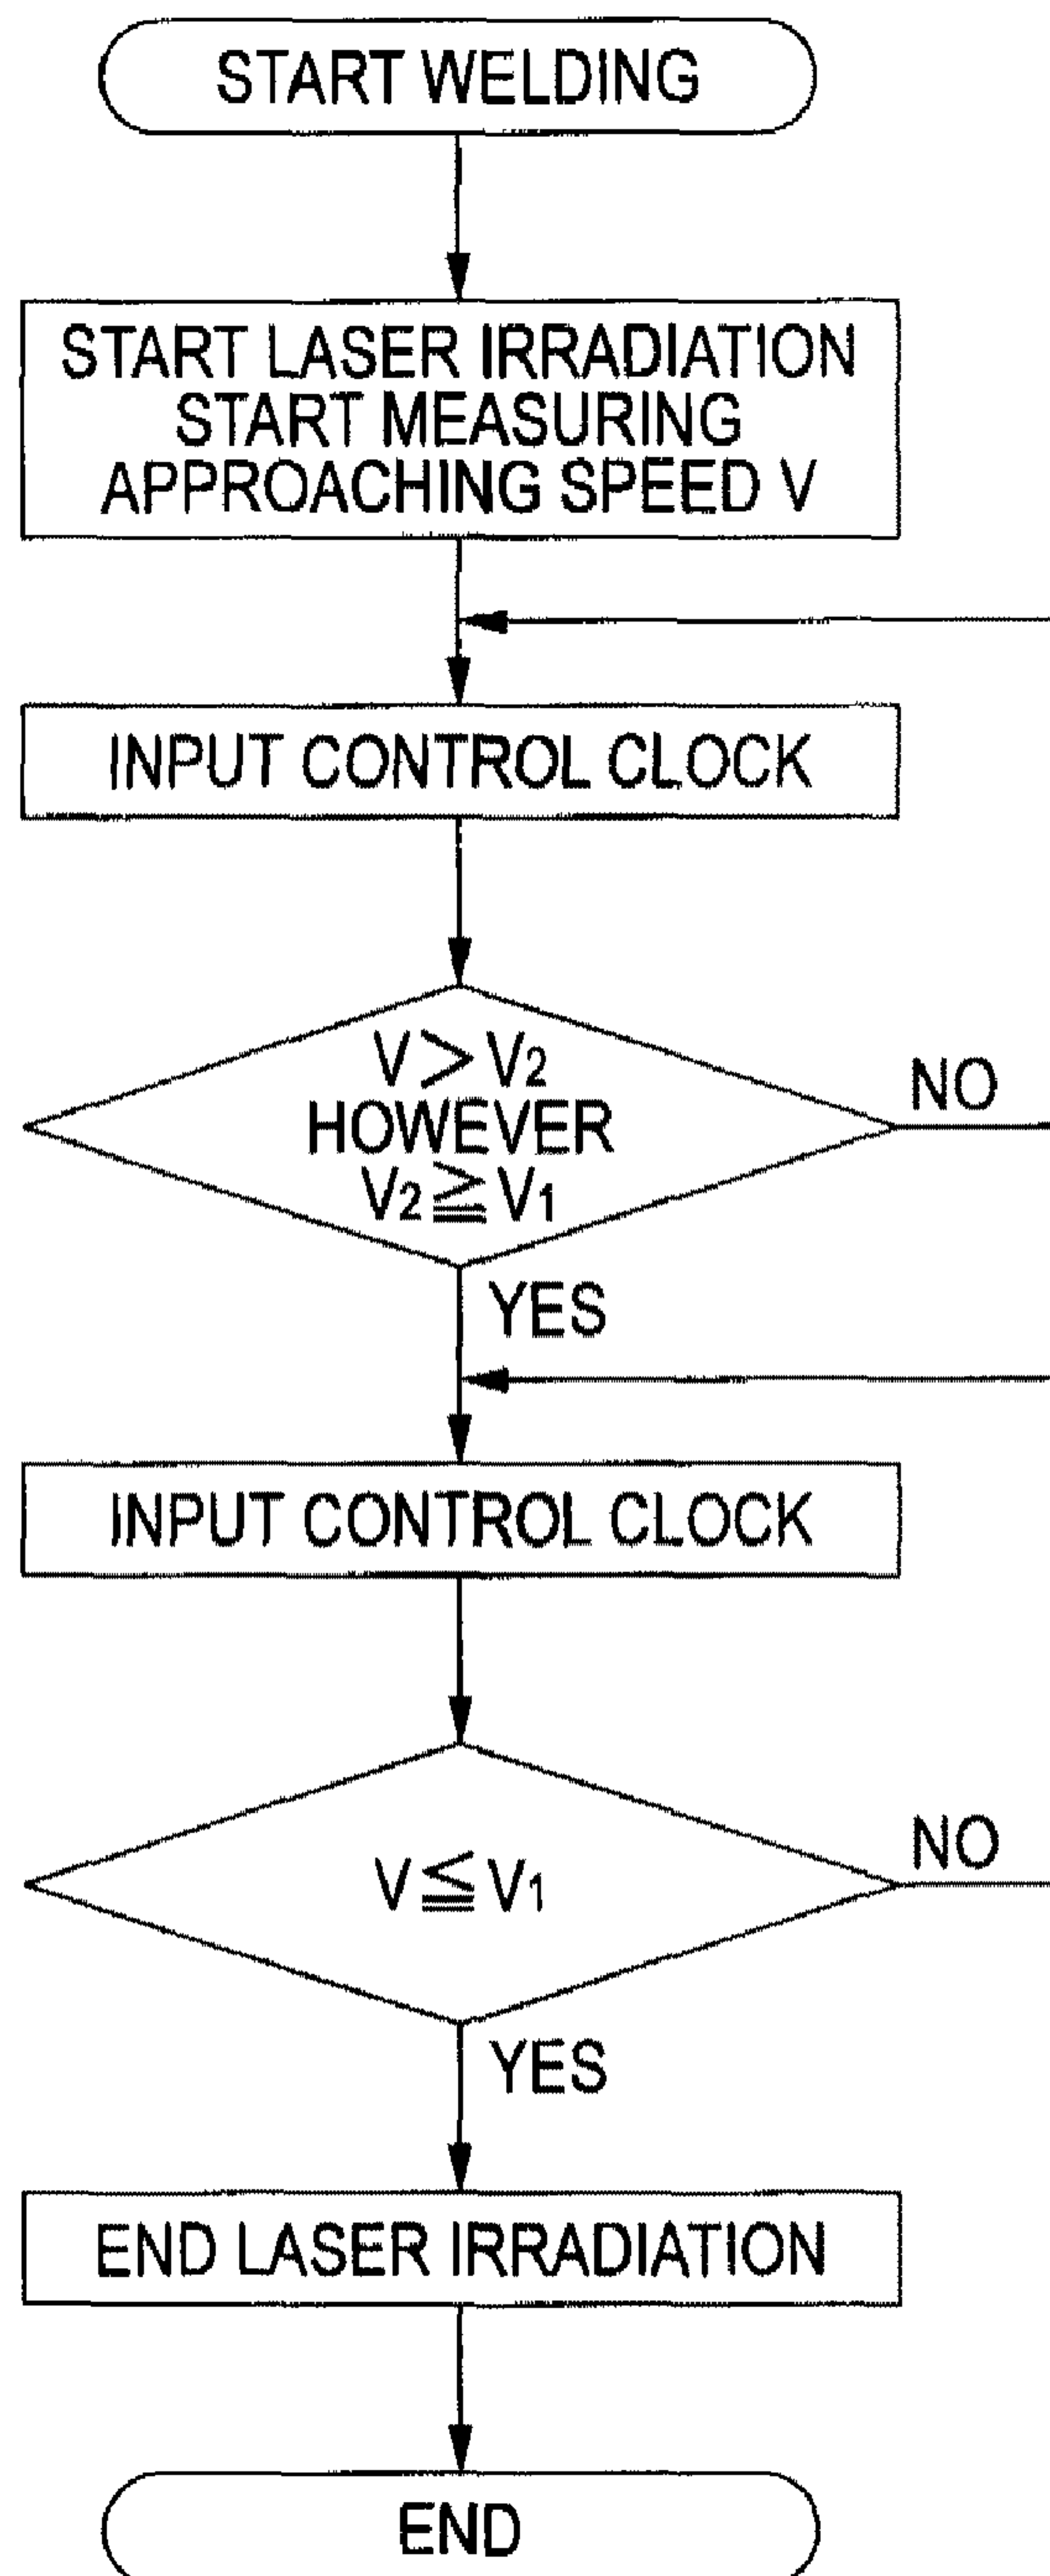 START WELDING
START LASER IRRADIATION
START MEASURING
APPROACHING SPEED V
INPUT CONTROL CLOCK
V＞V2
HOWEVER
V2≧V1
NO
YES
INPUT CONTROL CLOCK
V≦V1
NO
YES
END LASER IRRADIATION
END